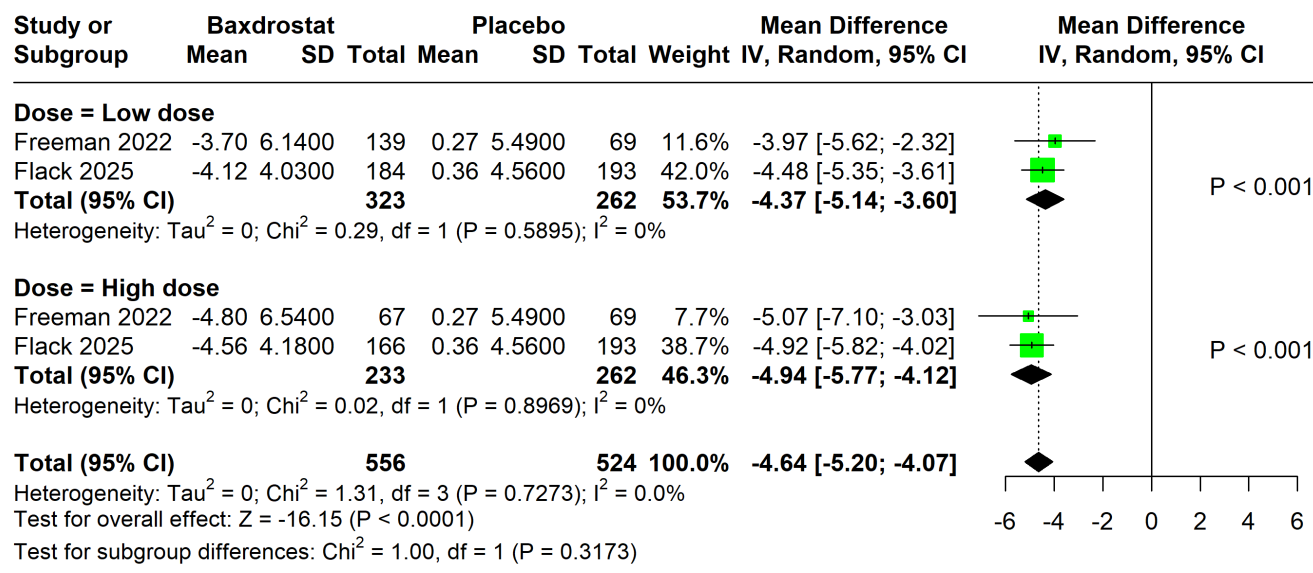 Study or Baxdrostat Placebo Mean Difference Mean Difference
Subgroup Mean SD Total Mean SD Total Weight IV, Random, 95% CI IV, Random, 95% CI
Dose = Low dose
Freeman 2022 -3.70 6.1400 139 0.27 5.4900 69 11.6% -3.97 [-5.62; -2.32]
Flack 2025 -4.12 4.0300 184 0.36 4.5600 193 42.0% -4.48 [-5.35; -3.61]
P < 0.001
Total (95% CI) 323 262 53.7% -4.37 [-5.14; -3.60]
Heterogeneity: Tau² = 0; Chi² = 0.29, df = 1 (P = 0.5895); I² = 0%
Dose = High dose
Freeman 2022 -4.80 6.5400 67 0.27 5.4900 69 7.7% -5.07 [-7.10; -3.03]
Flack 2025 -4.56 4.1800 166 0.36 4.5600 193 38.7% -4.92 [-5.82; -4.02]
P < 0.001
Total (95% CI) 233 262 46.3% -4.94 [-5.77; -4.12]
Heterogeneity: Tau² = 0; Chi² = 0.02, df = 1 (P = 0.8969); I² = 0%
Total (95% CI) 556 524 100.0% -4.64 [-5.20; -4.07]
Heterogeneity: Tau² = 0; Chi² = 1.31, df = 3 (P = 0.7273); I² = 0.0%
Test for overall effect: Z = -16.15 (P < 0.0001)
-6 -4 -2 0 2 4 6
Test for subgroup differences: Chi² = 1.00, df = 1 (P = 0.3173)